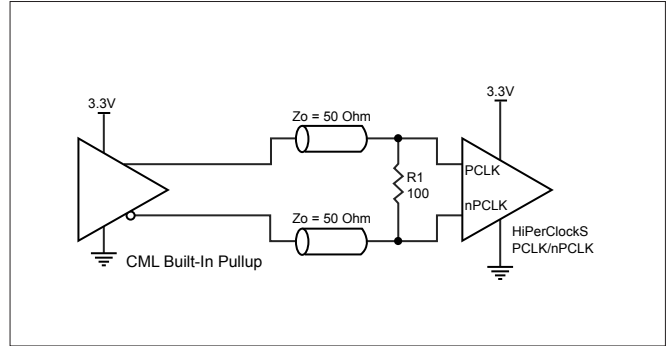 3.3V
Zo = 50 Ohm
3.3V
PCLK
R1
100
nPCLK
Zo = 50 Ohm
HiPerClockS
PCLK/nPCLK
CML Built-In Pullup